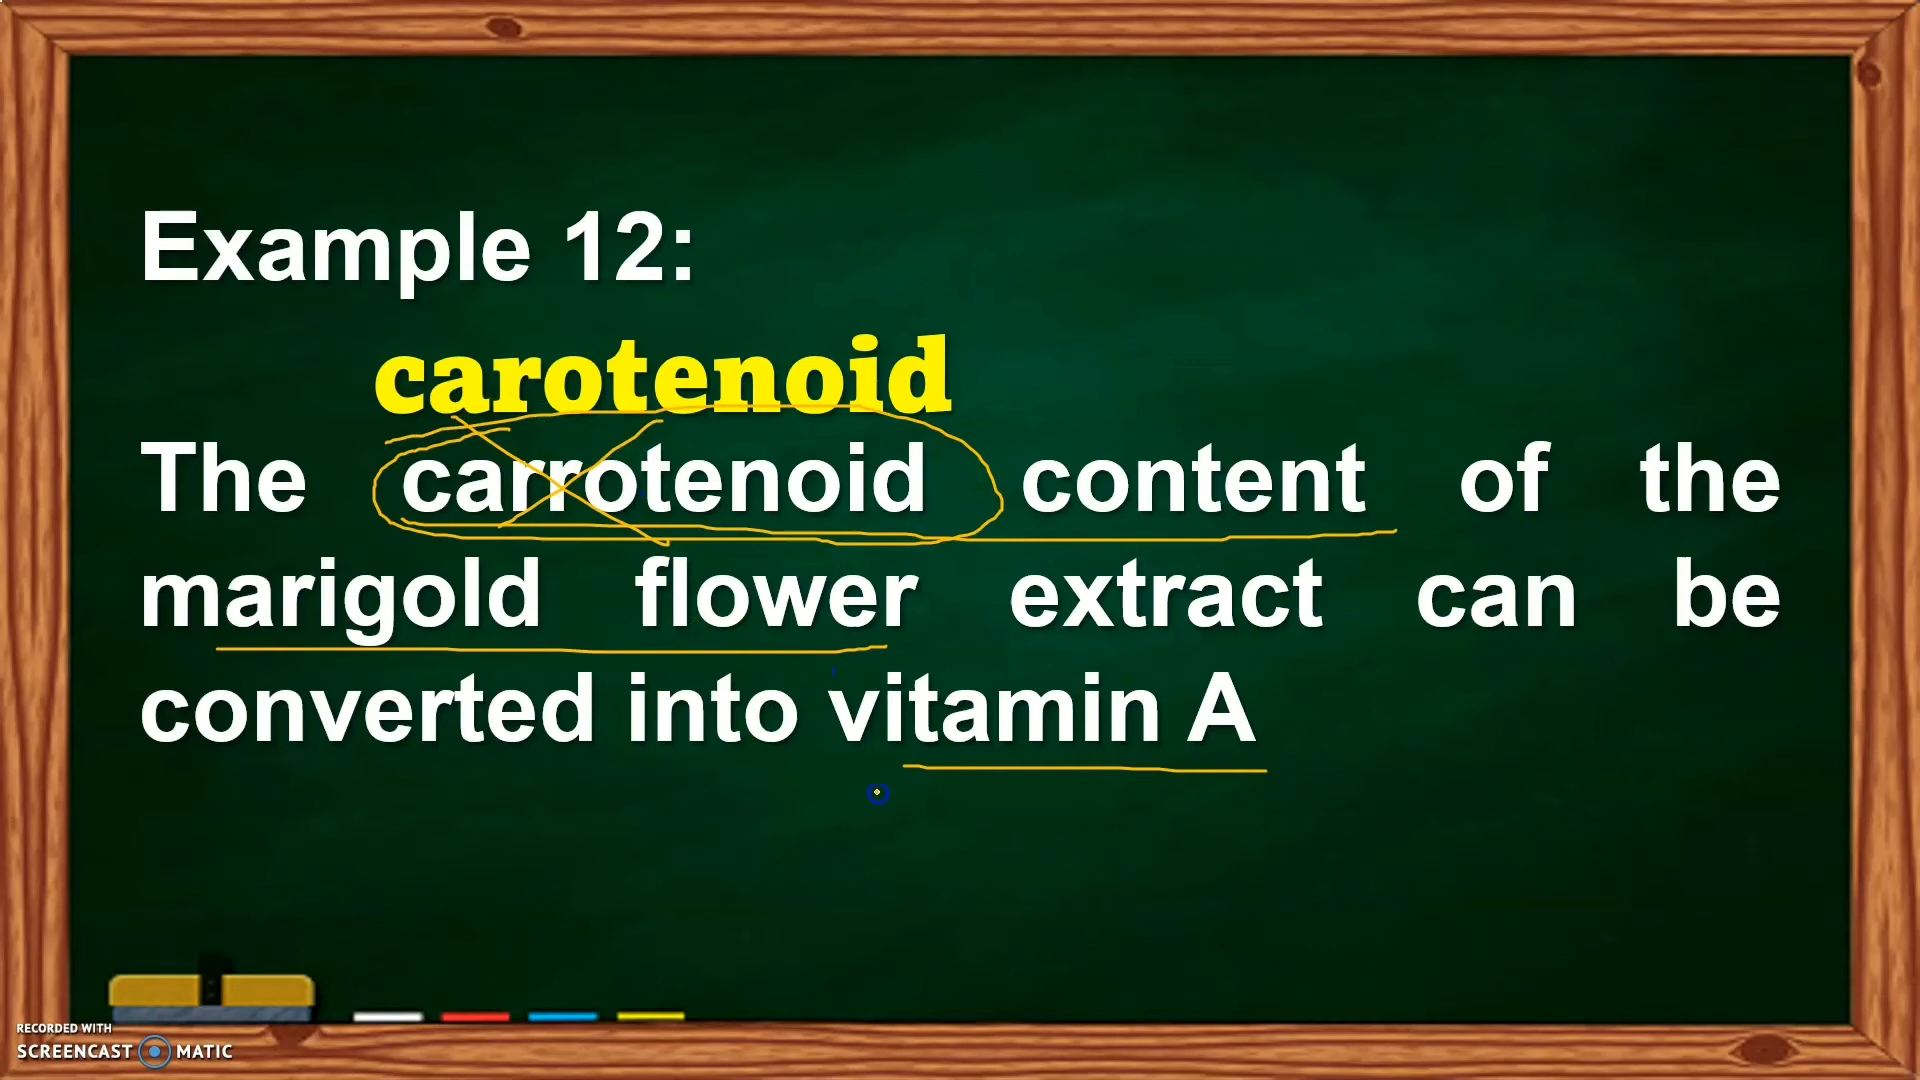 Example 12:
carotenoid
The carrotenoid content of the
marigold flower extract can be
converted into vitamin A
RECORDED WITH
SCREENCAST MATIC